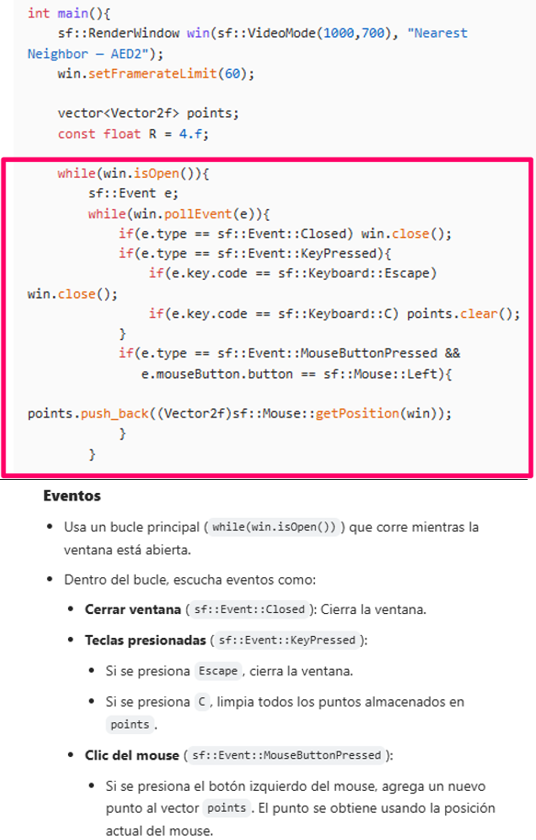 int main(){
    sf::RenderWindow win(sf::VideoMode(1000,700), "Nearest
Neighbor — AED2");
    win.setFramerateLimit(60);

    vector<Vector2f> points;
    const float R = 4.f;

    while(win.isOpen()){
        sf::Event e;
        while(win.pollEvent(e)){
            if(e.type == sf::Event::Closed) win.close();
            if(e.type == sf::Event::KeyPressed){
                if(e.key.code == sf::Keyboard::Escape)
win.close();
                if(e.key.code == sf::Keyboard::C) points.clear();
            }
            if(e.type == sf::Event::MouseButtonPressed &&
               e.mouseButton.button == sf::Mouse::Left){

points.push_back((Vector2f)sf::Mouse::getPosition(win));
            }
        }
Eventos
• Usa un bucle principal ( while(win.isOpen()) ) que corre mientras la
ventana está abierta.
• Dentro del bucle, escucha eventos como:
• Cerrar ventana ( sf::Event::Closed ): Cierra la ventana.
• Teclas presionadas ( sf::Event::KeyPressed ):
• Si se presiona Escape , cierra la ventana.
• Si se presiona C , limpia todos los puntos almacenados en
points .
• Clic del mouse ( sf::Event::MouseButtonPressed ):
• Si se presiona el botón izquierdo del mouse, agrega un nuevo
punto al vector points . El punto se obtiene usando la posición
actual del mouse.